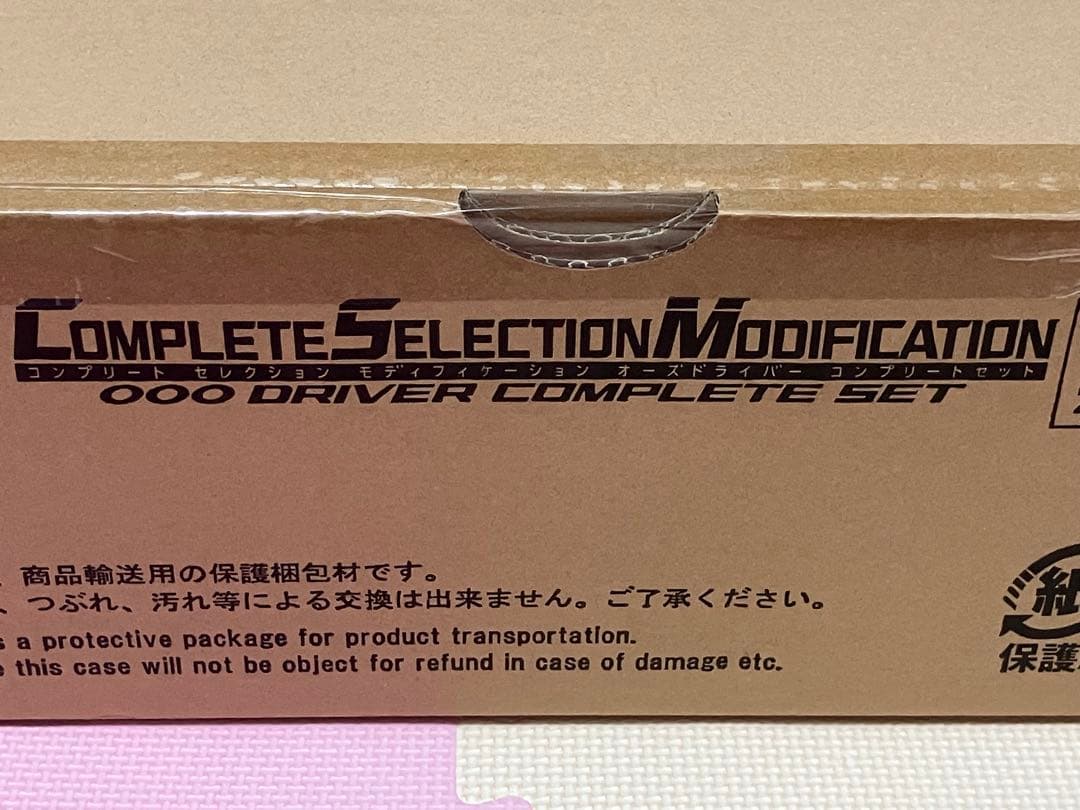 COMPLETE SELECTION MODIFICATION
コンプリート セレクション モディフィケーション オーズドライバー コンプリートセット
OOO DRIVER COMPLETE SET
、商品輸送用の保護梱包材です。
、つぶれ、汚れ等による交換は出来ません。ご了承ください。
s a protective package for product transportation.
e this case will not be object for refund in case of damage etc.
紙
保護